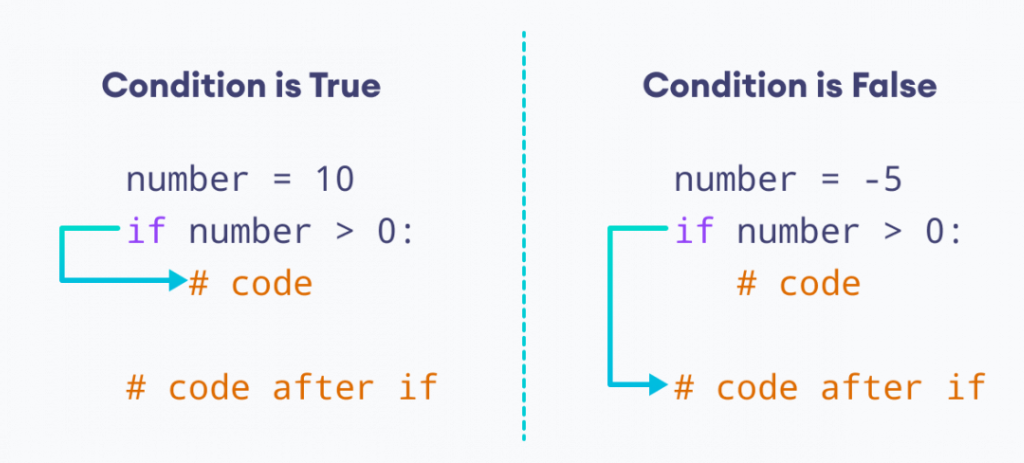 Condition is True
number = 10
if number > 0:
# code
# code after if
Condition is False
number = -5
if number > 0:
# code
# code after if